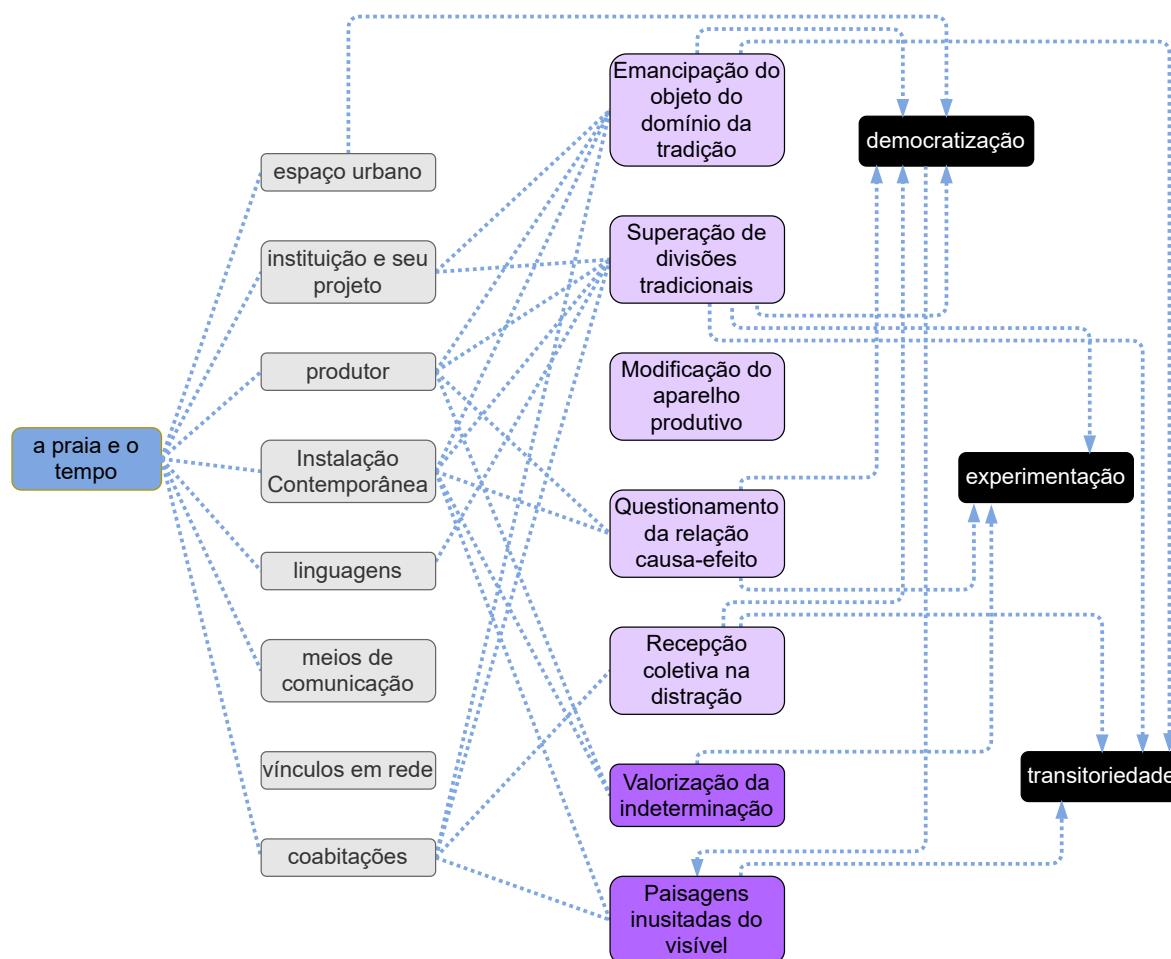 a praia e o
tempo
espaço urbano
instituição e seu
projeto
produtor
Instalação
Contemporânea
linguagens
meios de
comunicação
vínculos em rede
coabitações
Emancipação do
objeto do
domínio da
tradição
Superação de
divisões
tradicionais
Modificação do
aparelho
produtivo
Questionamento
da relação
causa-efeito
Recepção
coletiva na
distração
Valorização da
indeterminação
Paisagens
inusitadas do
visível
democratização
experimentação
transitoriedade